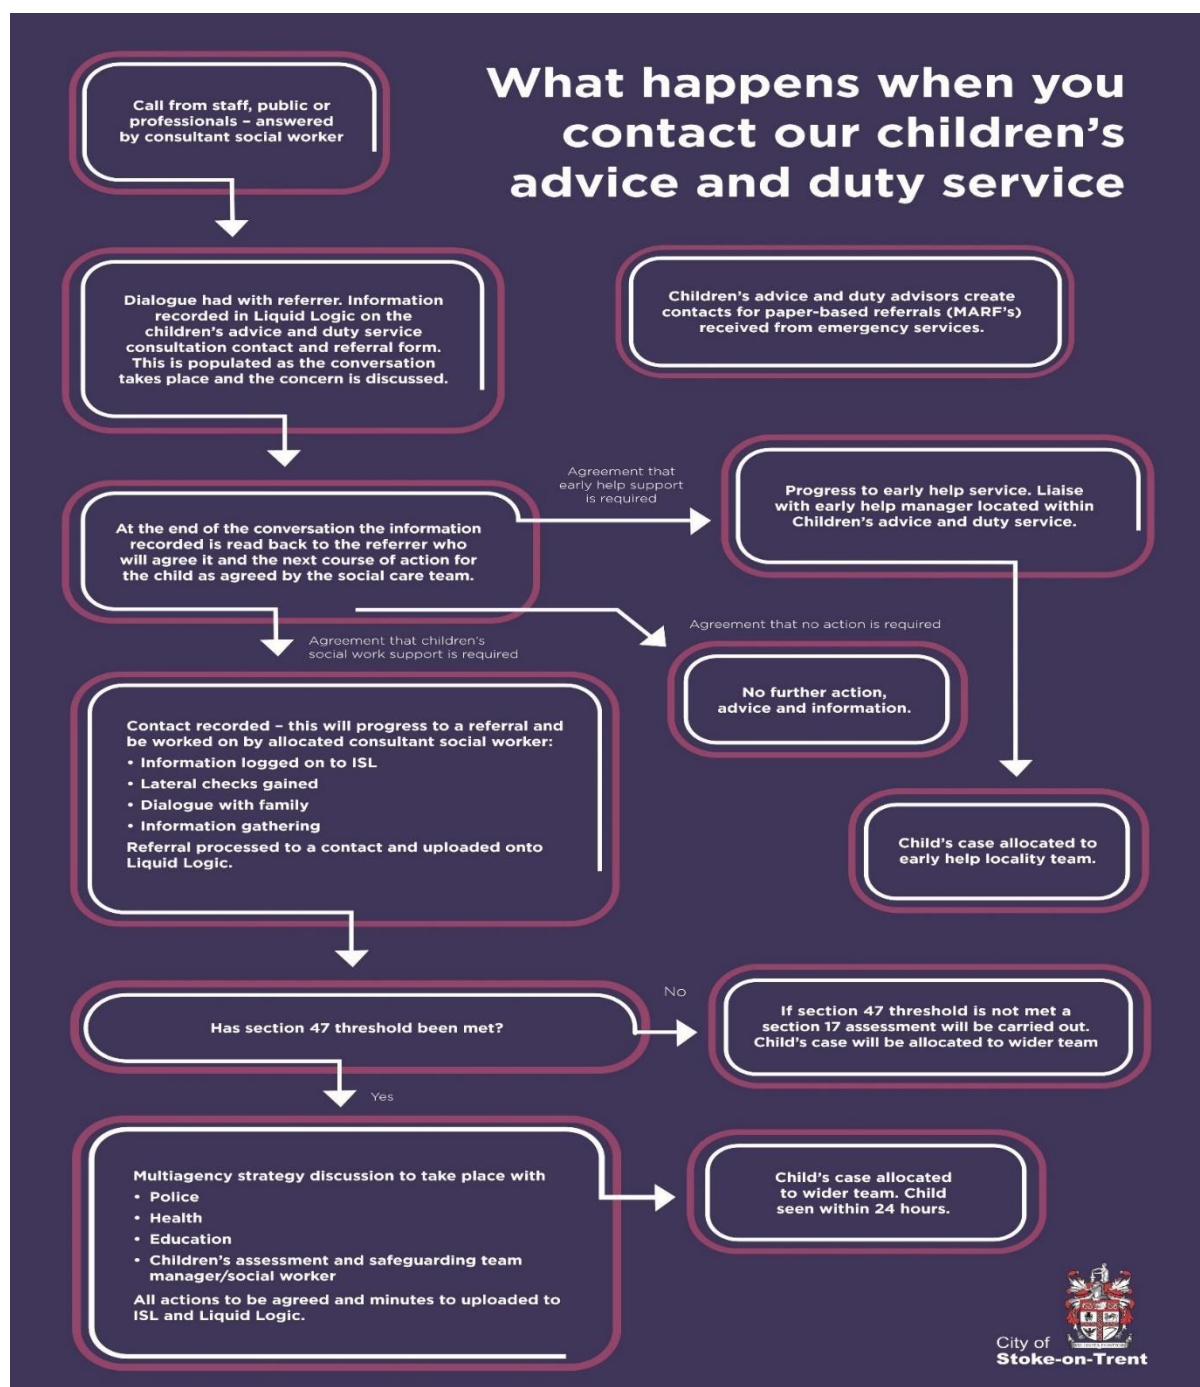 What happens when you
contact our children's
advice and duty service
Call from staff, public or
professionals – answered
by consultant social worker
Dialogue had with referrer. Information
recorded in Liquid Logic on the
children's advice and duty service
consultation contact and referral form.
This is populated as the conversation
takes place and the concern is discussed.
Children's advice and duty advisors create
contacts for paper-based referrals (MARF's)
received from emergency services.
At the end of the conversation the information
recorded is read back to the referrer who
will agree it and the next course of action for
the child as agreed by the social care team.
Agreement that
early help support
is required
Progress to early help service. Liaise
with early help manager located within
Children's advice and duty service.
Agreement that no action is required
No further action,
advice and information.
Child's case allocated to
early help locality team.
Agreement that children's
social work support is required
Contact recorded – this will progress to a referral and
be worked on by allocated consultant social worker:
• Information logged on to ISL
• Lateral checks gained
• Dialogue with family
• Information gathering
Referral processed to a contact and uploaded onto
Liquid Logic.
Has section 47 threshold been met?
No
If section 47 threshold is not met a
section 17 assessment will be carried out.
Child's case will be allocated to wider team
Yes
Multiagency strategy discussion to take place with
• Police
• Health
• Education
• Children's assessment and safeguarding team
manager/social worker
All actions to be agreed and minutes to uploaded to
ISL and Liquid Logic.
Child's case allocated
to wider team. Child
seen within 24 hours.
City of
Stoke-on-Trent